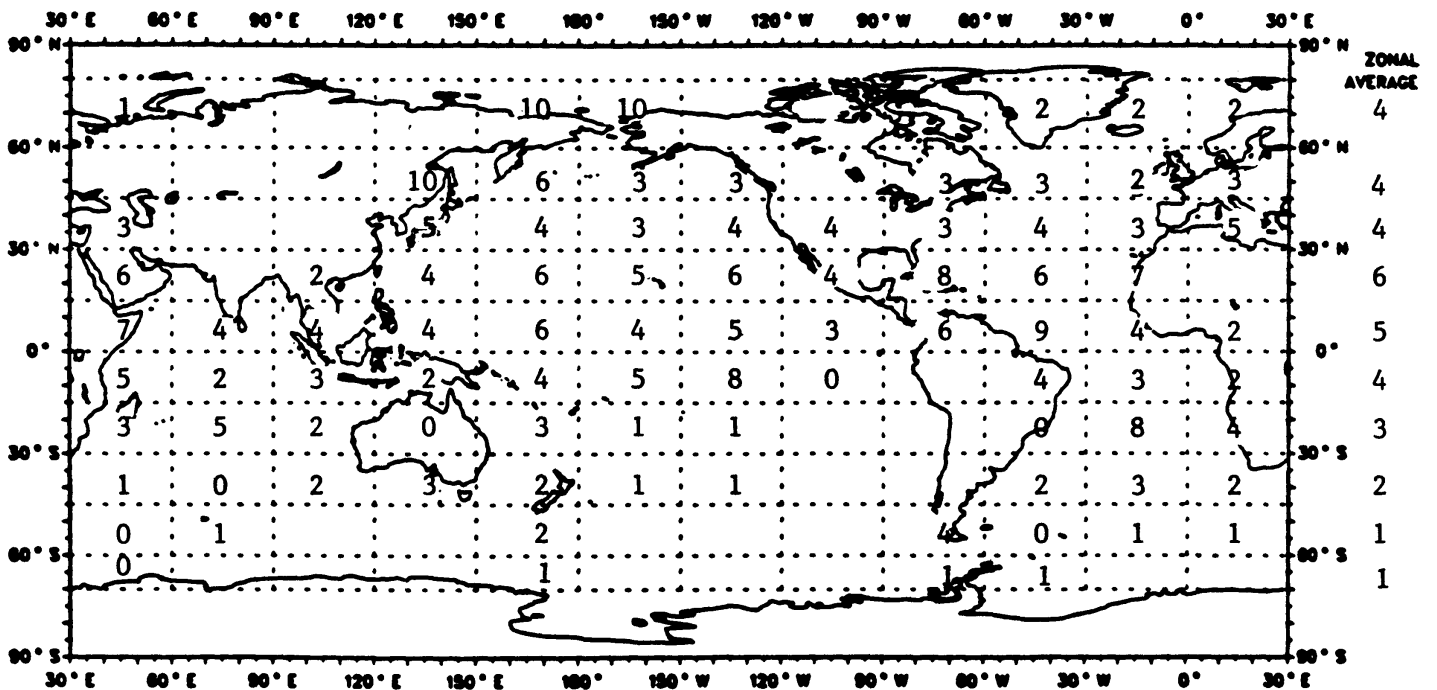 30° E 60° E 90° E 120° E 150° E 180° 150° W 120° W 90° W 60° W 30° W 0° 30° E
90° N 90° N
ZONAL
AVERAGE
1 10 10 2 2 2 4
60° N 60° N
10 6 3 3 3 3 2 3 4
3 5 4 3 4 4 3 4 3 5 4
30° N 30° N
6 2 4 6 5 6 4 8 6 7 6
7 4 4 4 6 4 5 3 6 9 4 2 5
0° 0°
5 2 3 2 4 5 8 0 4 3 2 4
3 5 2 0 3 1 1 0 8 4 3
30° S 30° S
1 0 2 3 2 1 1 2 3 2 2
0 1 2 4 0 1 1 1
60° S 60° S
0 1 1 1 1
90° S 90° S
30° E 60° E 90° E 120° E 150° E 180° 150° W 120° W 90° W 60° W 30° W 0° 30° E